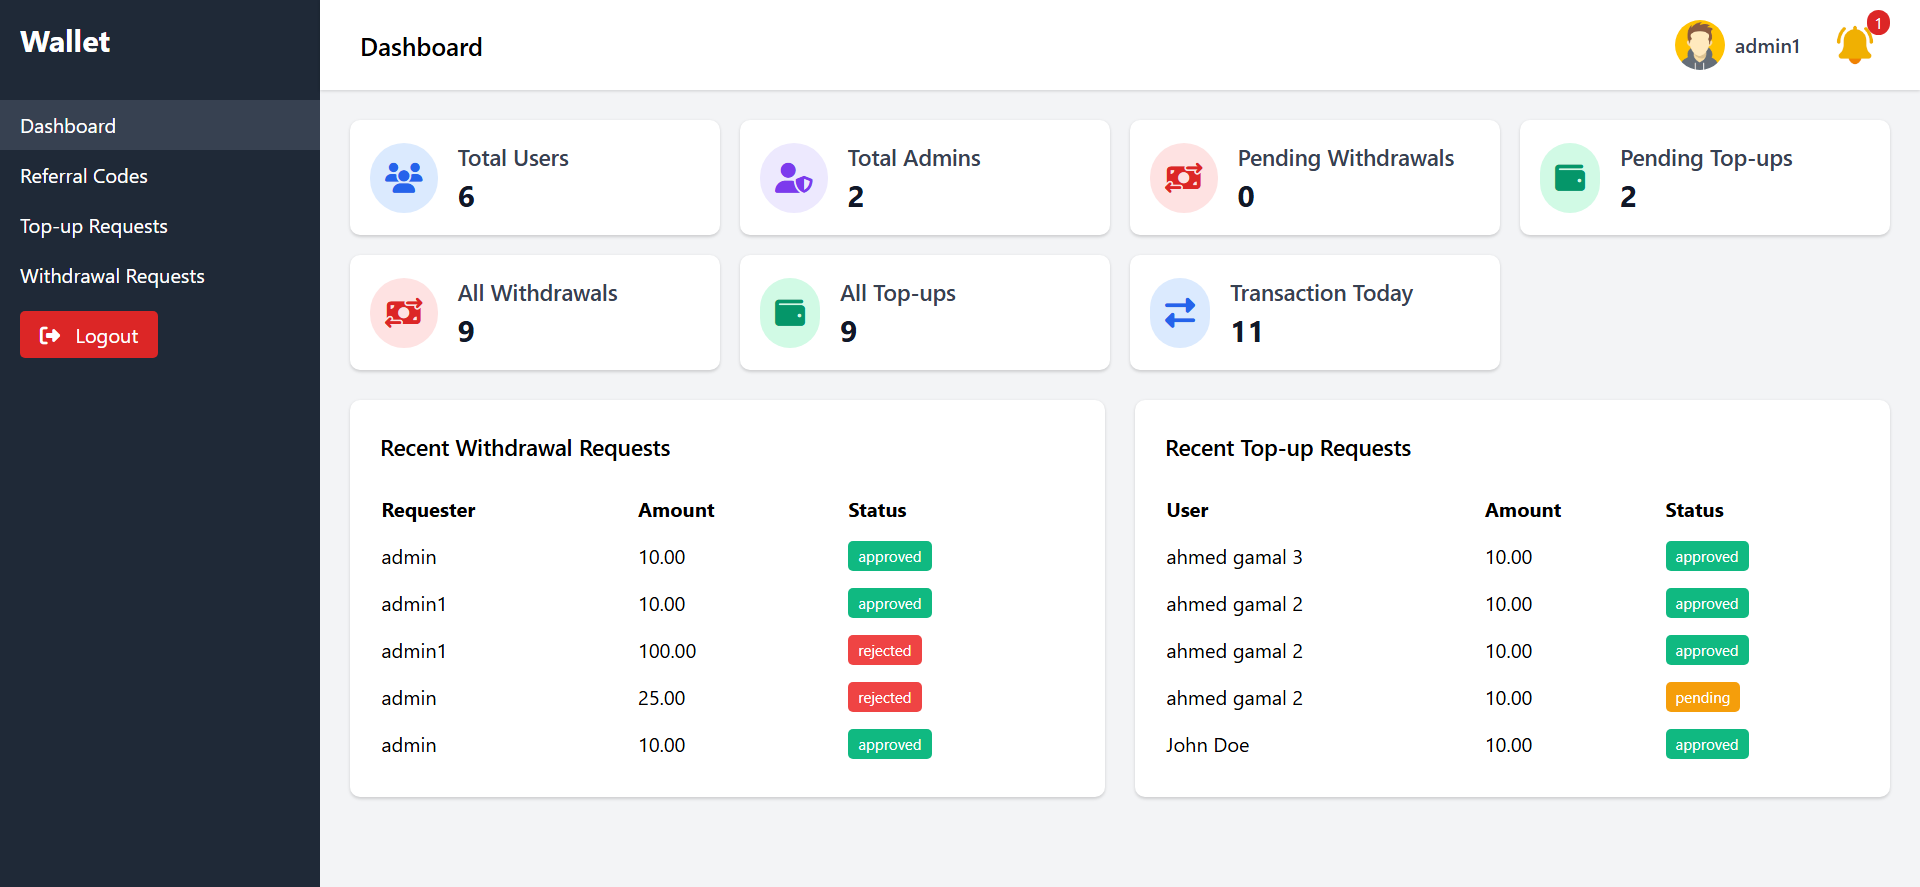 Wallet
Dashboard
Referral Codes
Top-up Requests
Withdrawal Requests
Logout
Dashboard
admin1
1
Total Users
6
Total Admins
2
Pending Withdrawals
0
Pending Top-ups
2
All Withdrawals
9
All Top-ups
9
Transaction Today
11
Recent Withdrawal Requests
Requester Amount Status
admin 10.00 approved
admin1 10.00 approved
admin1 100.00 rejected
admin 25.00 rejected
admin 10.00 approved
Recent Top-up Requests
User Amount Status
ahmed gamal 3 10.00 approved
ahmed gamal 2 10.00 approved
ahmed gamal 2 10.00 approved
ahmed gamal 2 10.00 pending
John Doe 10.00 approved